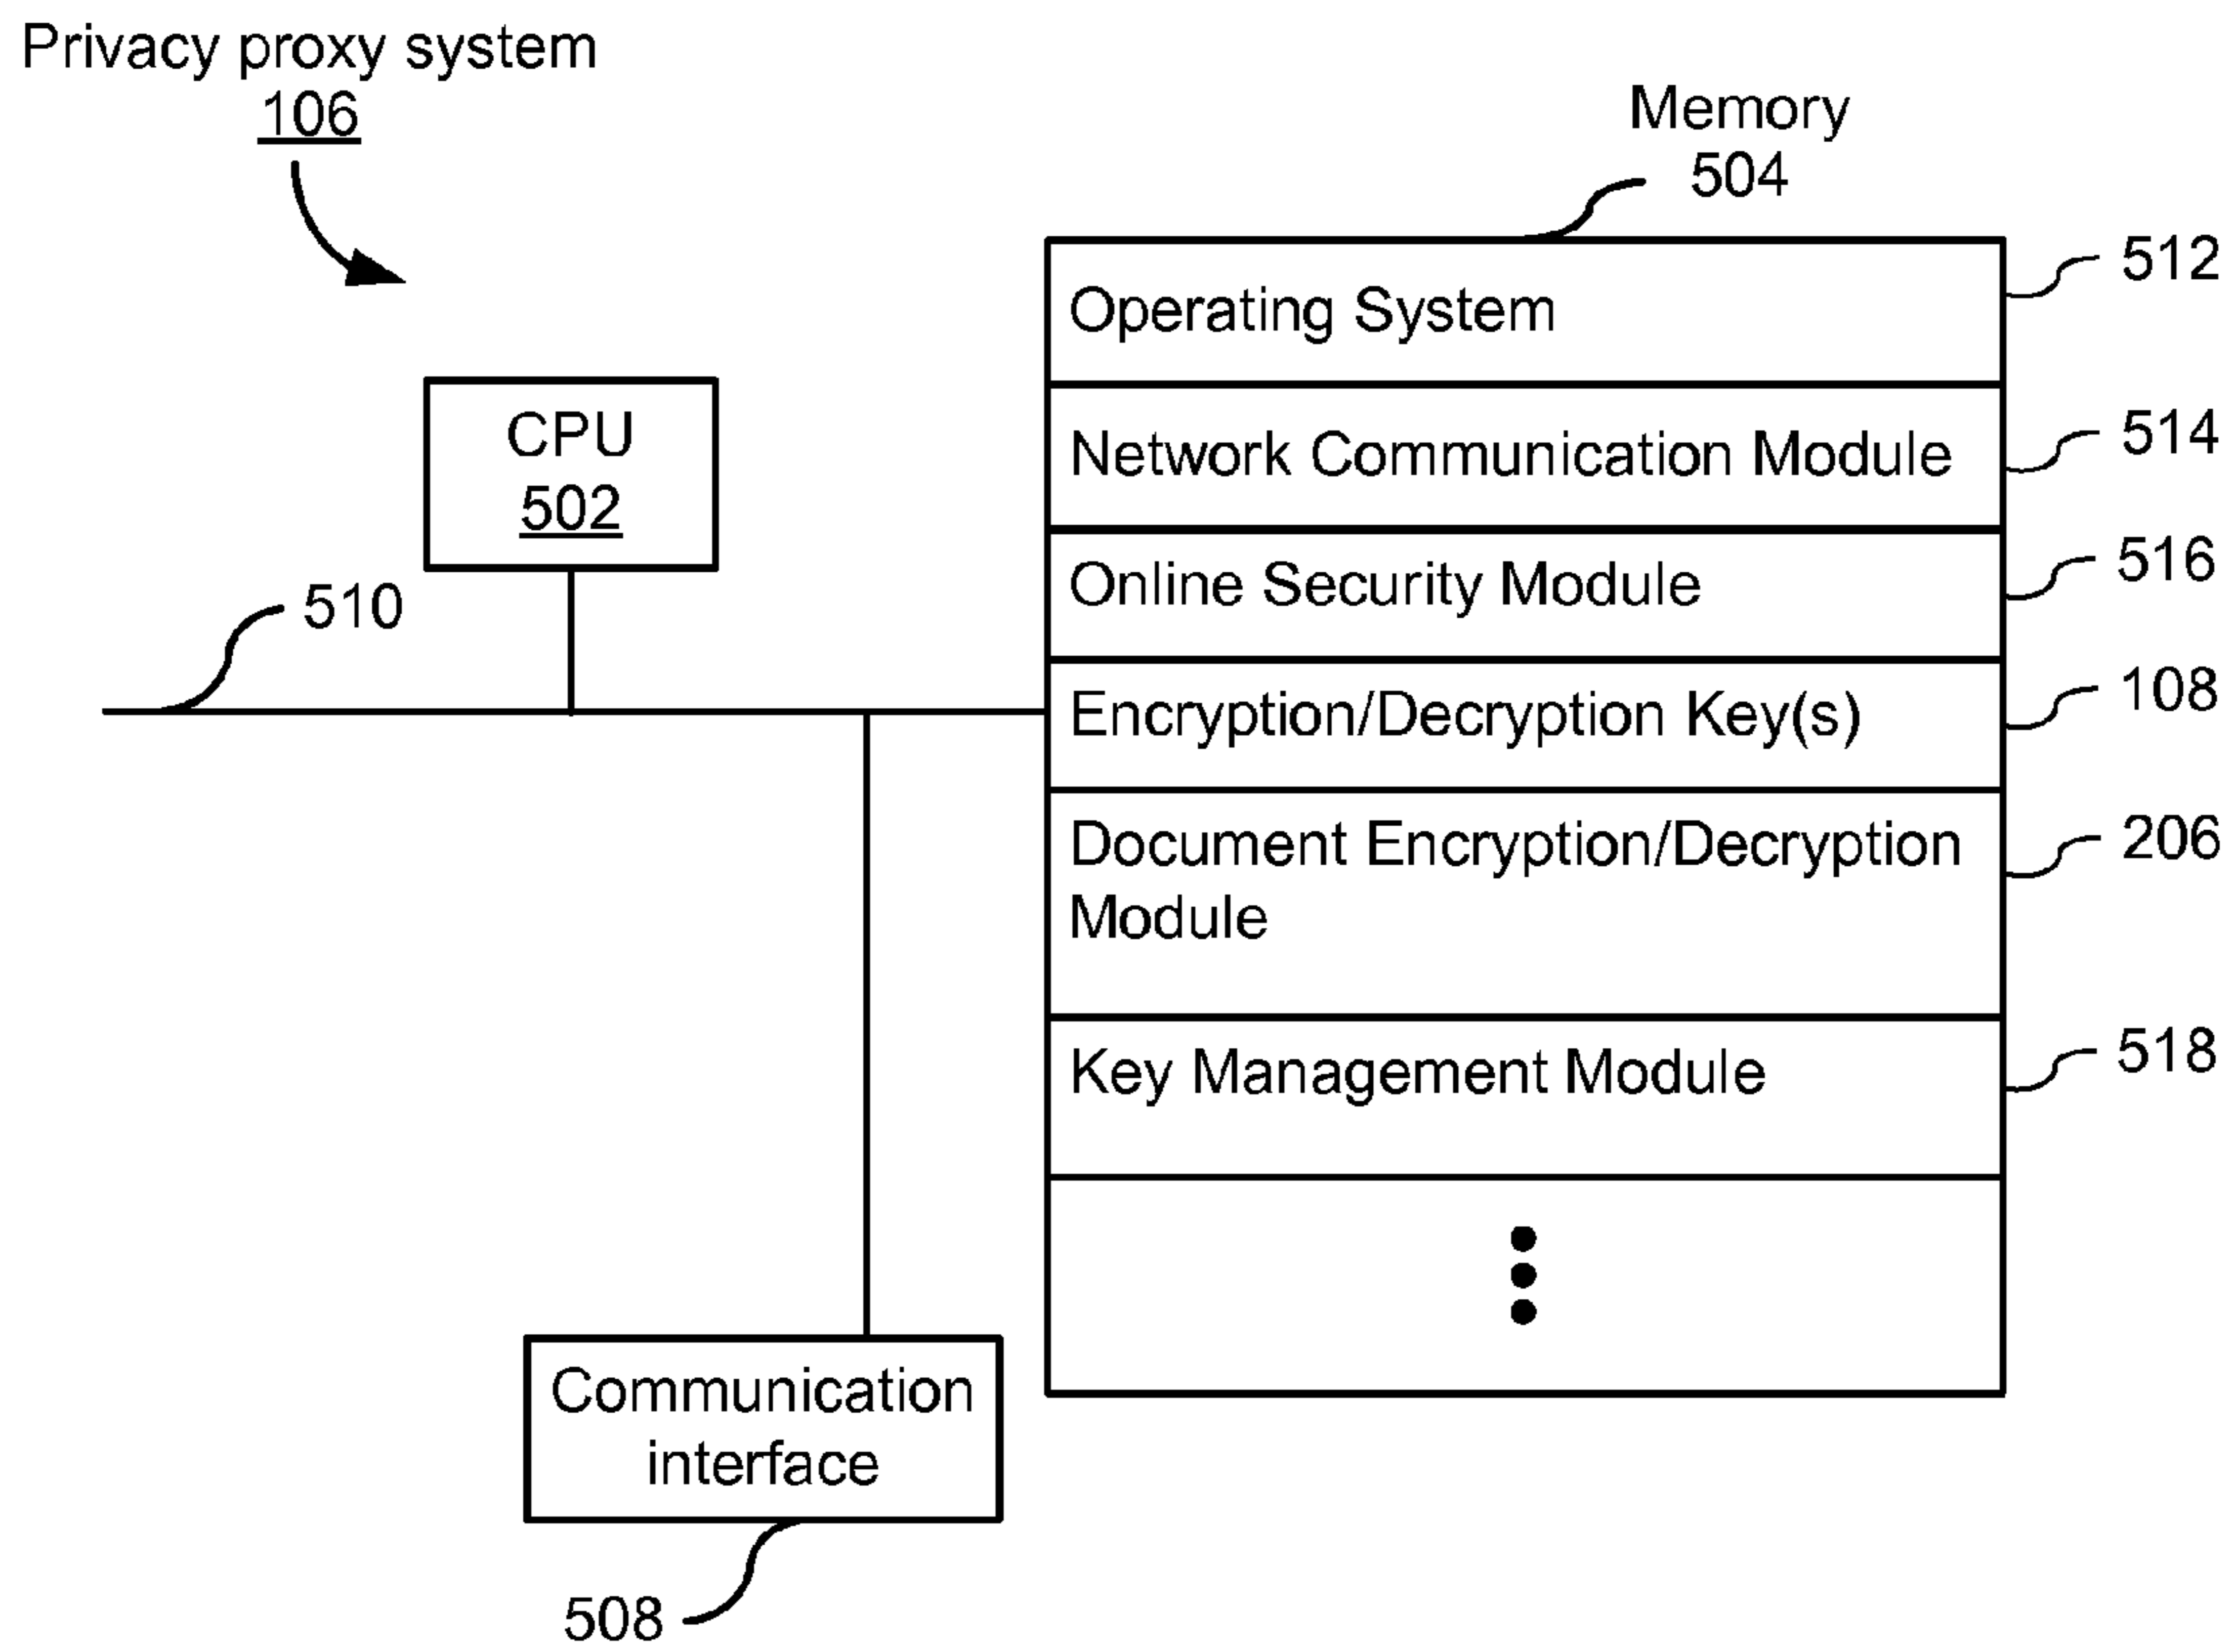 Privacy proxy system
106
Memory
504
512
Operating System
CPU
502
514
Network Communication Module
516
Online Security Module
510
108
Encryption/Decryption Key(s)
206
Document Encryption/Decryption
Module
518
Key Management Module
Communication
interface
508